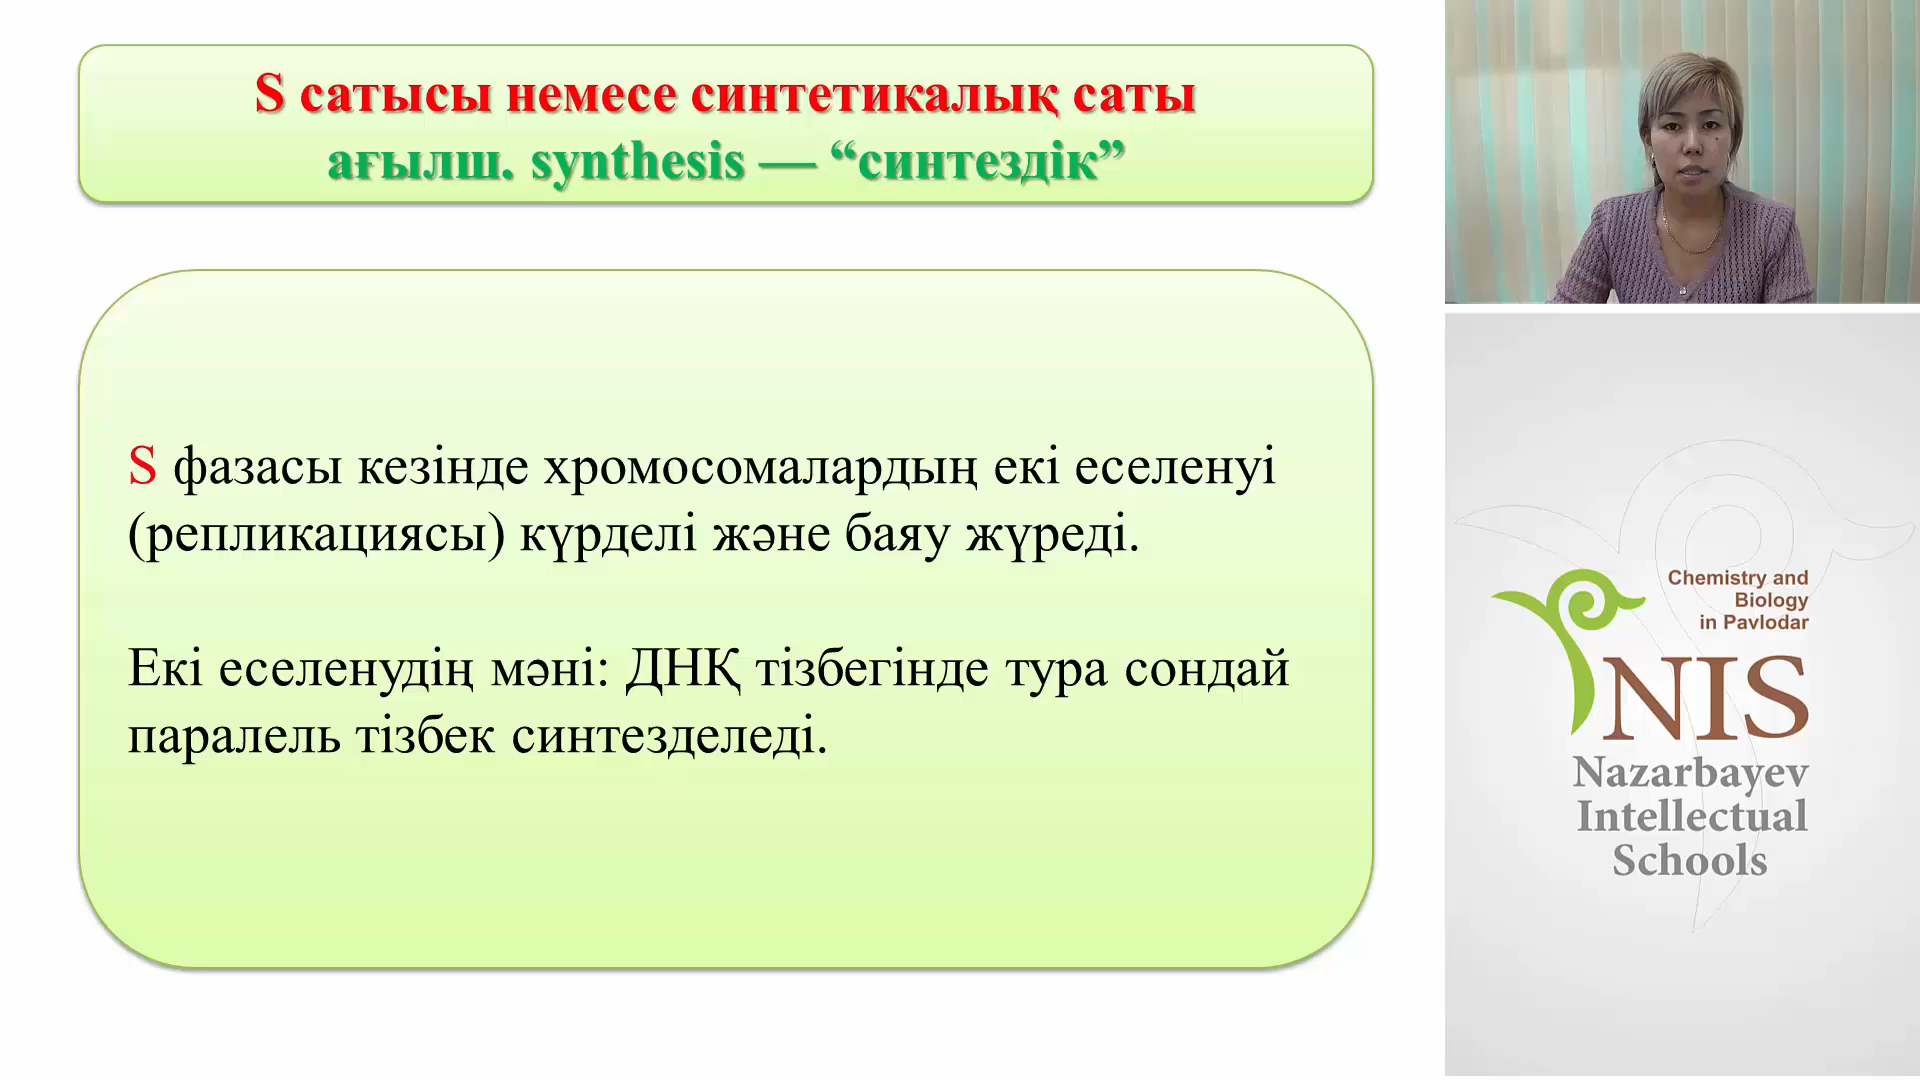 S сатысы немесе синтетикалық саты
ағылш. synthesis — “синтездік”
S фазасы кезінде хромосомалардың екі еселенуі
(репликациясы) күрделі және баяу жүреді.
Екі еселенудің мәні: ДНҚ тізбегінде тура сондай
паралель тізбек синтезделеді.
Chemistry and
Biology
in Pavlodar
NIS
Nazarbayev
Intellectual
Schools